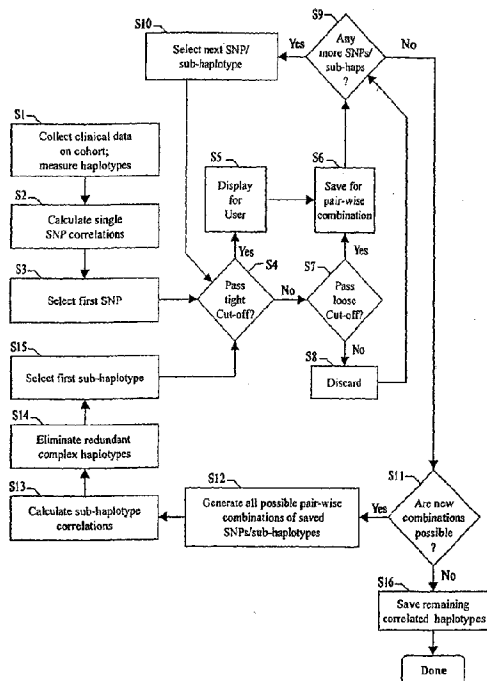 S10
Select next SNP/
sub-haplotype
Yes
S9
Any
more SNPs/
sub-haps
?
No
S1
Collect clinical data
on cohort;
measure haplotypes
S2
Calculate single
SNP correlations
S3
Select first SNP
S5
Display
for
User
S6
Save for
pair-wise
combination
Yes
S4
Pass
tight
Cut-off?
No
Yes
S7
Pass
loose
Cut-off?
No
S8
Discard
S15
Select first sub-haplotype
S14
Eliminate redundant
complex haplotypes
S13
Calculate sub-haplotype
correlations
S12
Generate all possible pair-wise
combinations of saved
SNPs/sub-haplotypes
Yes
S11
Are new
combinations
possible
?
No
S16
Save remaining
correlated haplotypes
Done